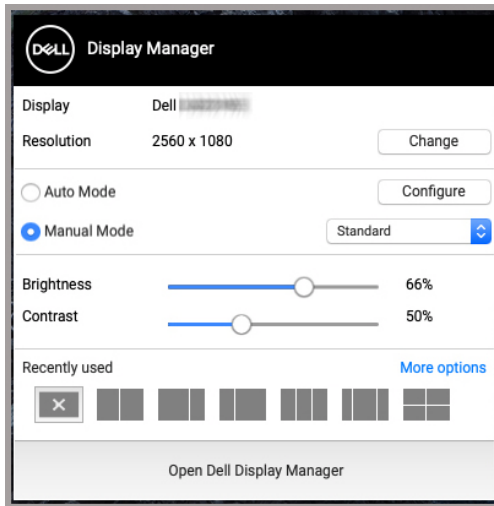 DELL Display Manager
Display Dell
Resolution 2560 x 1080 Change
Auto Mode Configure
Manual Mode Standard
Brightness 66%
Contrast 50%
Recently used More options
Open Dell Display Manager